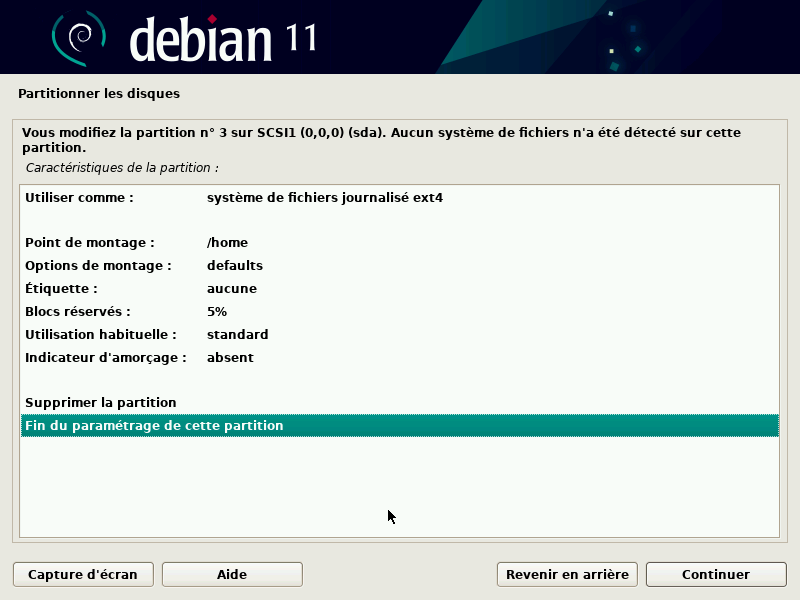 debian 11
Partitionner les disques
Vous modifiez la partition n° 3 sur SCSI1 (0,0,0) (sda). Aucun système de fichiers n'a été détecté sur cette
partition.
Caractéristiques de la partition :
Utiliser comme : système de fichiers journalisé ext4
Point de montage : /home
Options de montage : defaults
Étiquette : aucune
Blocs réservés : 5%
Utilisation habituelle : standard
Indicateur d'amorçage : absent
Supprimer la partition
Fin du paramétrage de cette partition
Capture d'écran Aide Revenir en arrière Continuer